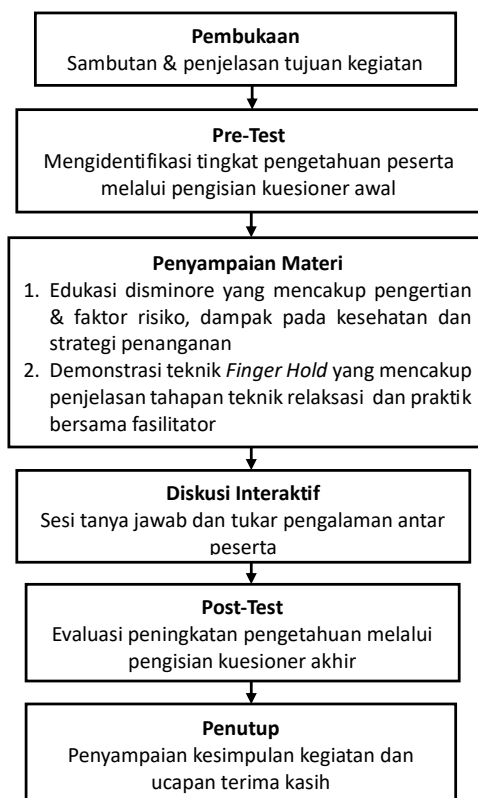 Pembukaan
Sambutan & penjelasan tujuan kegiatan
Pre-Test
Mengidentifikasi tingkat pengetahuan peserta
melalui pengisian kuesioner awal
Penyampaian Materi
1. Edukasi disminore yang mencakup pengertian
& faktor risiko, dampak pada kesehatan dan
strategi penanganan
2. Demonstrasi teknik Finger Hold yang mencakup
penjelasan tahapan teknik relaksasi dan praktik
bersama fasilitator
Diskusi Interaktif
Sesi tanya jawab dan tukar pengalaman antar
peserta
Post-Test
Evaluasi peningkatan pengetahuan melalui
pengisian kuesioner akhir
Penutup
Penyampaian kesimpulan kegiatan dan
ucapan terima kasih